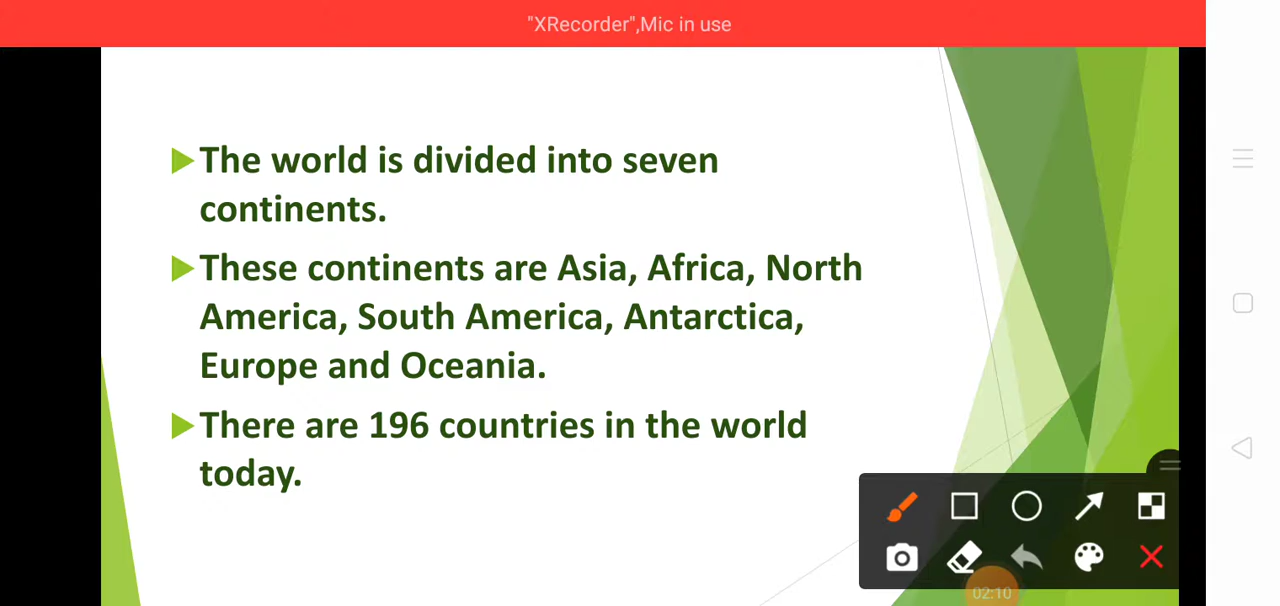 "XRecorder",Mic in use
The world is divided into seven
continents.
These continents are Asia, Africa, North
America, South America, Antarctica,
Europe and Oceania.
There are 196 countries in the world
today.
02:10